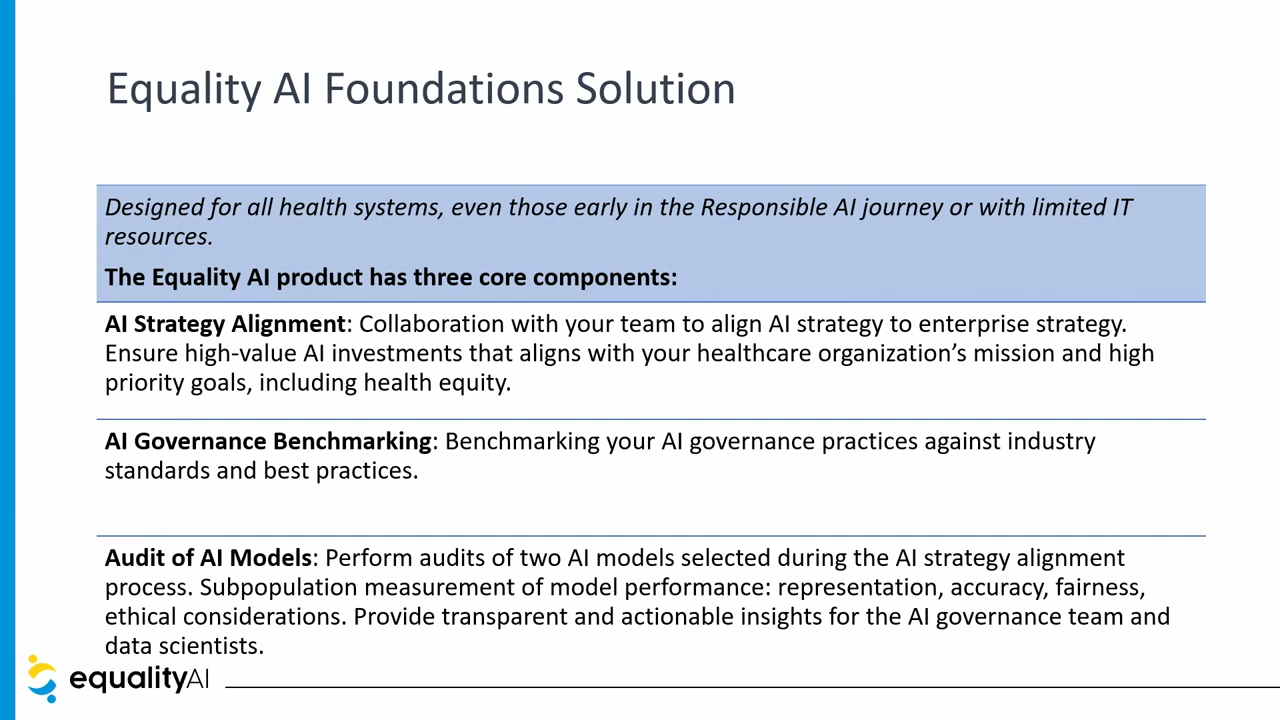 Equality AI Foundations Solution
Designed for all health systems, even those early in the Responsible AI journey or with limited IT
resources.
The Equality AI product has three core components:
AI Strategy Alignment: Collaboration with your team to align AI strategy to enterprise strategy.
Ensure high-value AI investments that aligns with your healthcare organization’s mission and high
priority goals, including health equity.
AI Governance Benchmarking: Benchmarking your AI governance practices against industry
standards and best practices.
Audit of AI Models: Perform audits of two AI models selected during the AI strategy alignment
process. Subpopulation measurement of model performance: representation, accuracy, fairness,
ethical considerations. Provide transparent and actionable insights for the AI governance team and
data scientists.
equalityAI